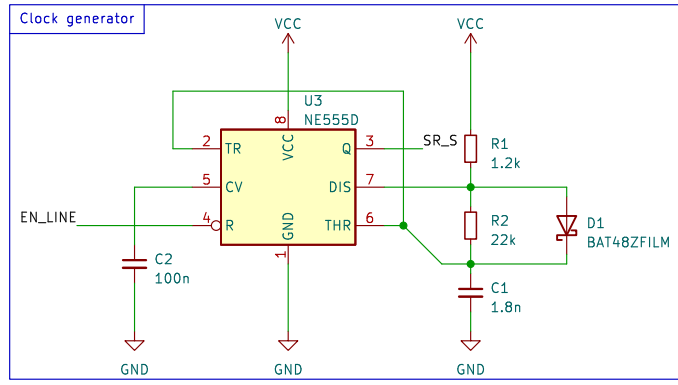 Clock generator
VCC
VCC
U3
NE555D
8
VCC
2
TR
Q
3
SR_S
R1
1.2k
5
CV
DIS
7
EN_LINE
4
R
GND
THR
6
R2
22k
D1
BAT48ZFILM
1
C2
100n
C1
1.8n
GND
GND
GND